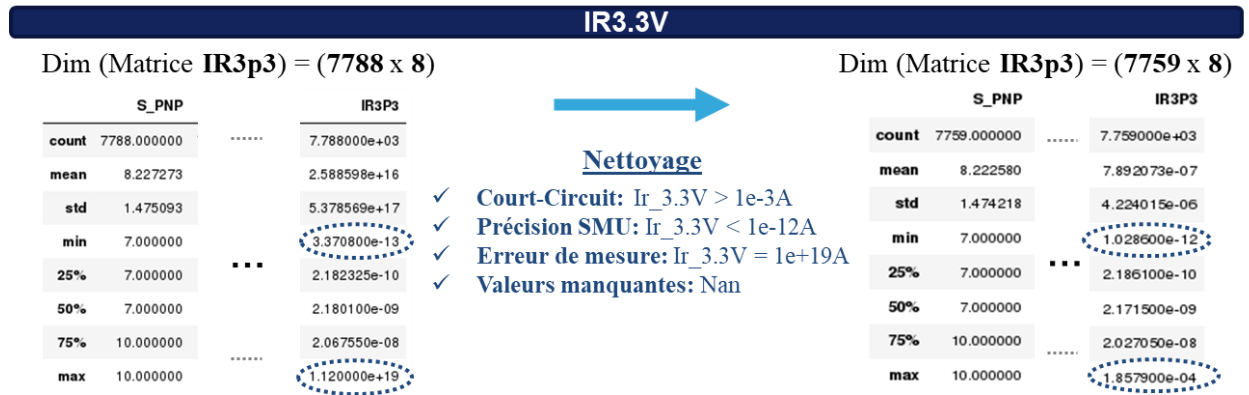 IR3.3V
Dim (Matrice IR3p3) = (7788 x 8)
S_PNP IR3P3
count 7788.000000 ...... 7.788000e+03
mean 8.227273 2.588598e+16
std 1.475093 5.378569e+17
min 7.000000 3.370800e-13
...
25% 7.000000 2.182325e-10
50% 7.000000 2.180100e-09
75% 10.000000 2.067550e-08
......
max 10.000000 1.120000e+19
Nettoyage
✓ Court-Circuit: Ir_3.3V > 1e-3A
✓ Précision SMU: Ir_3.3V < 1e-12A
✓ Erreur de mesure: Ir_3.3V = 1e+19A
✓ Valeurs manquantes: Nan
Dim (Matrice IR3p3) = (7759 x 8)
S_PNP IR3P3
count 7759.000000 ...... 7.759000e+03
mean 8.222580 7.892073e-07
std 1.474218 4.224015e-06
min 7.000000 1.028600e-12
...
25% 7.000000 2.186100e-10
50% 7.000000 2.171500e-09
75% 10.000000 ...... 2.027050e-08
max 10.000000 1.857900e-04